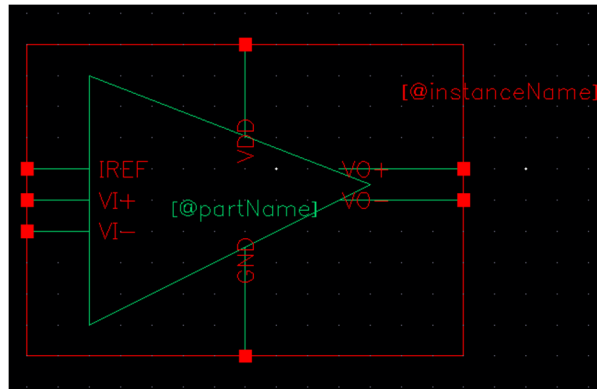 [@instanceName]
VDD
IREF
VO+
VI+
VO-
[@partName]
VI-
GND